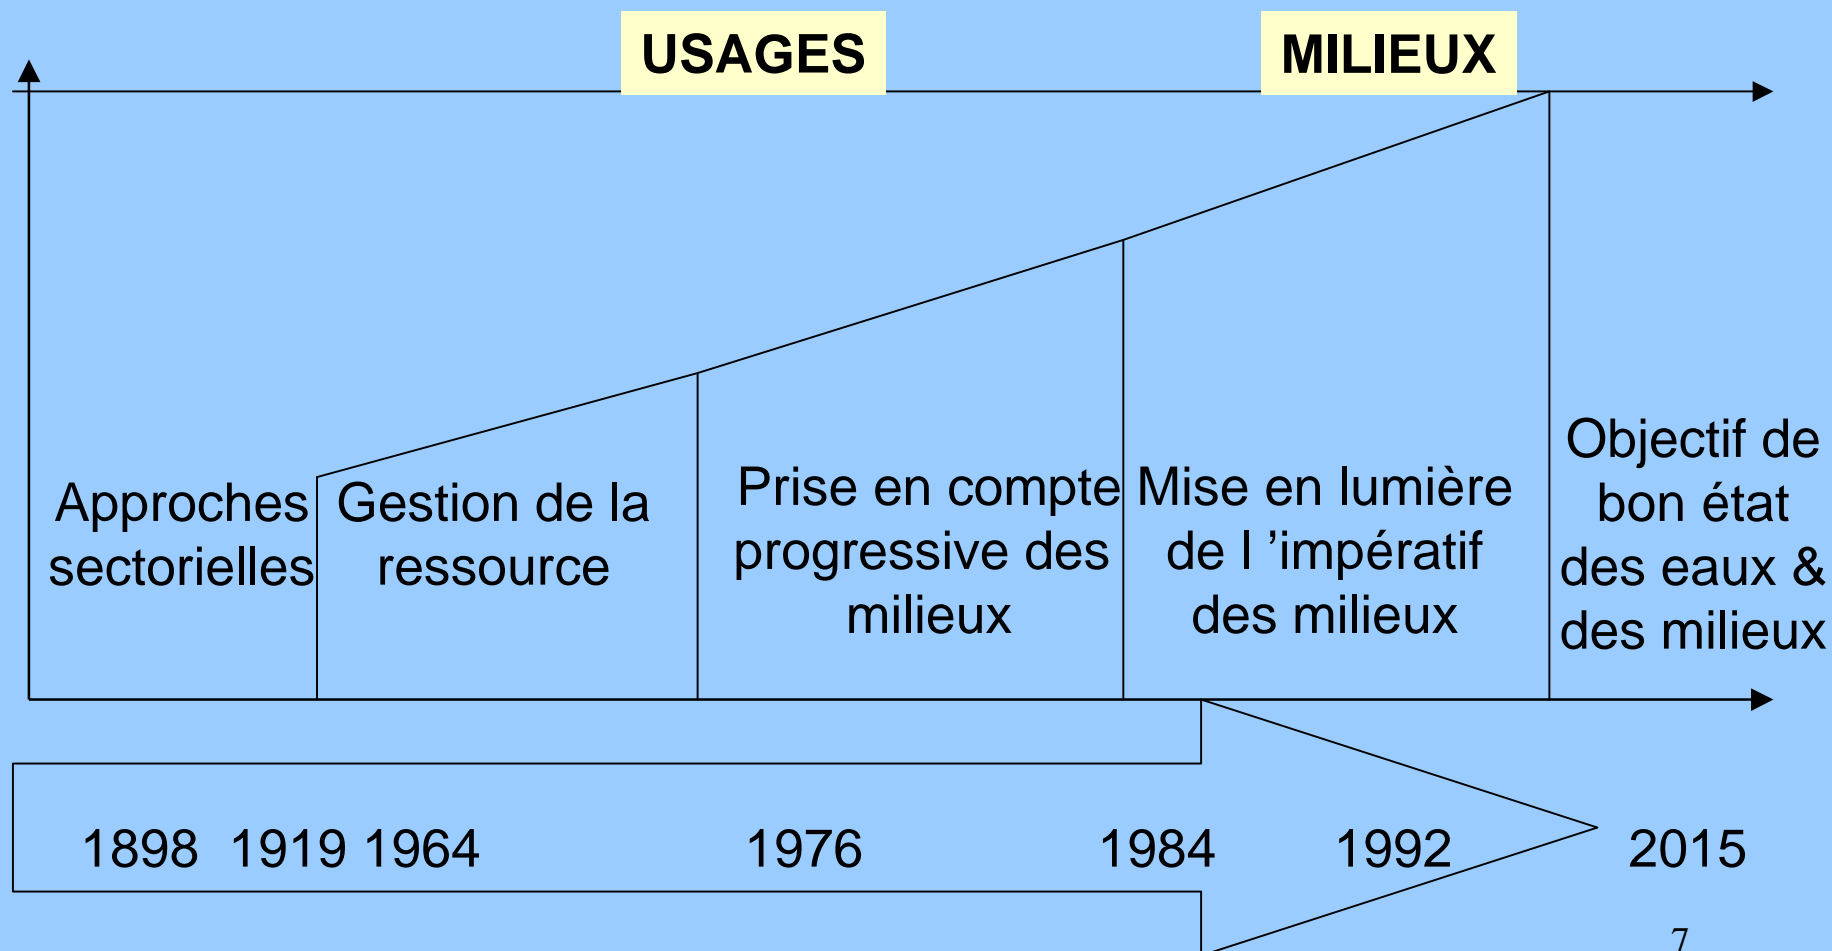 USAGES
MILIEUX
Approches
sectorielles
Gestion de la
ressource
Prise en compte
progressive des
milieux
Mise en lumière
de l ’impératif
des milieux
Objectif de
bon état
des eaux &
des milieux
1898 1919 1964 1976 1984 1992 2015
7